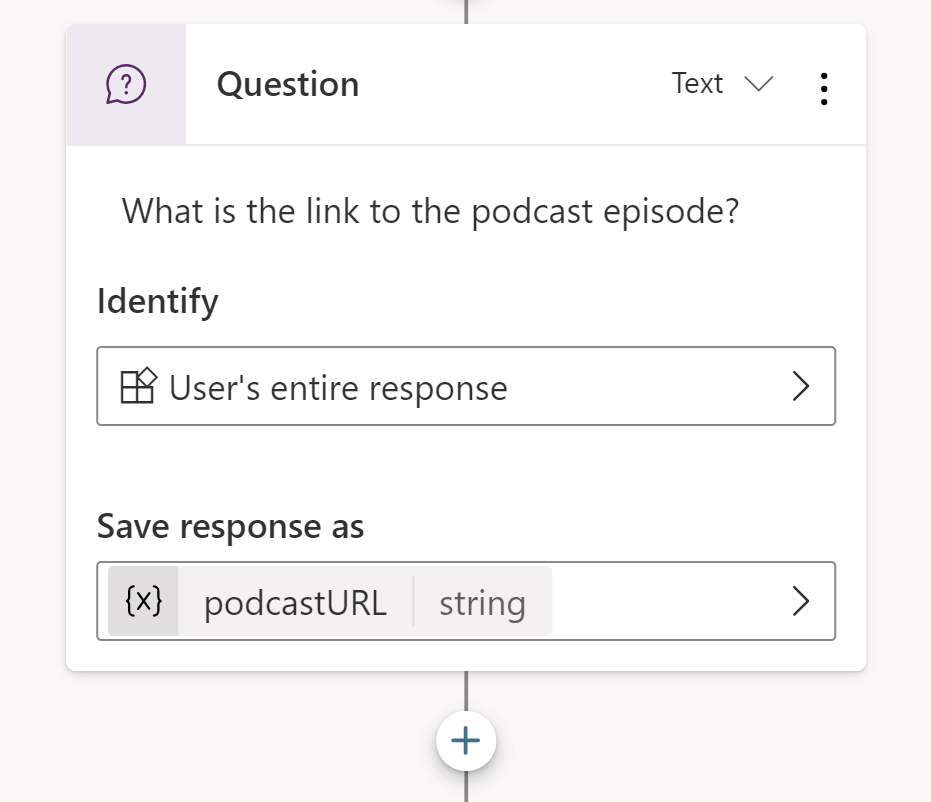 Question
Text
What is the link to the podcast episode?
Identify
User's entire response
Save response as
{x} podcastURL string